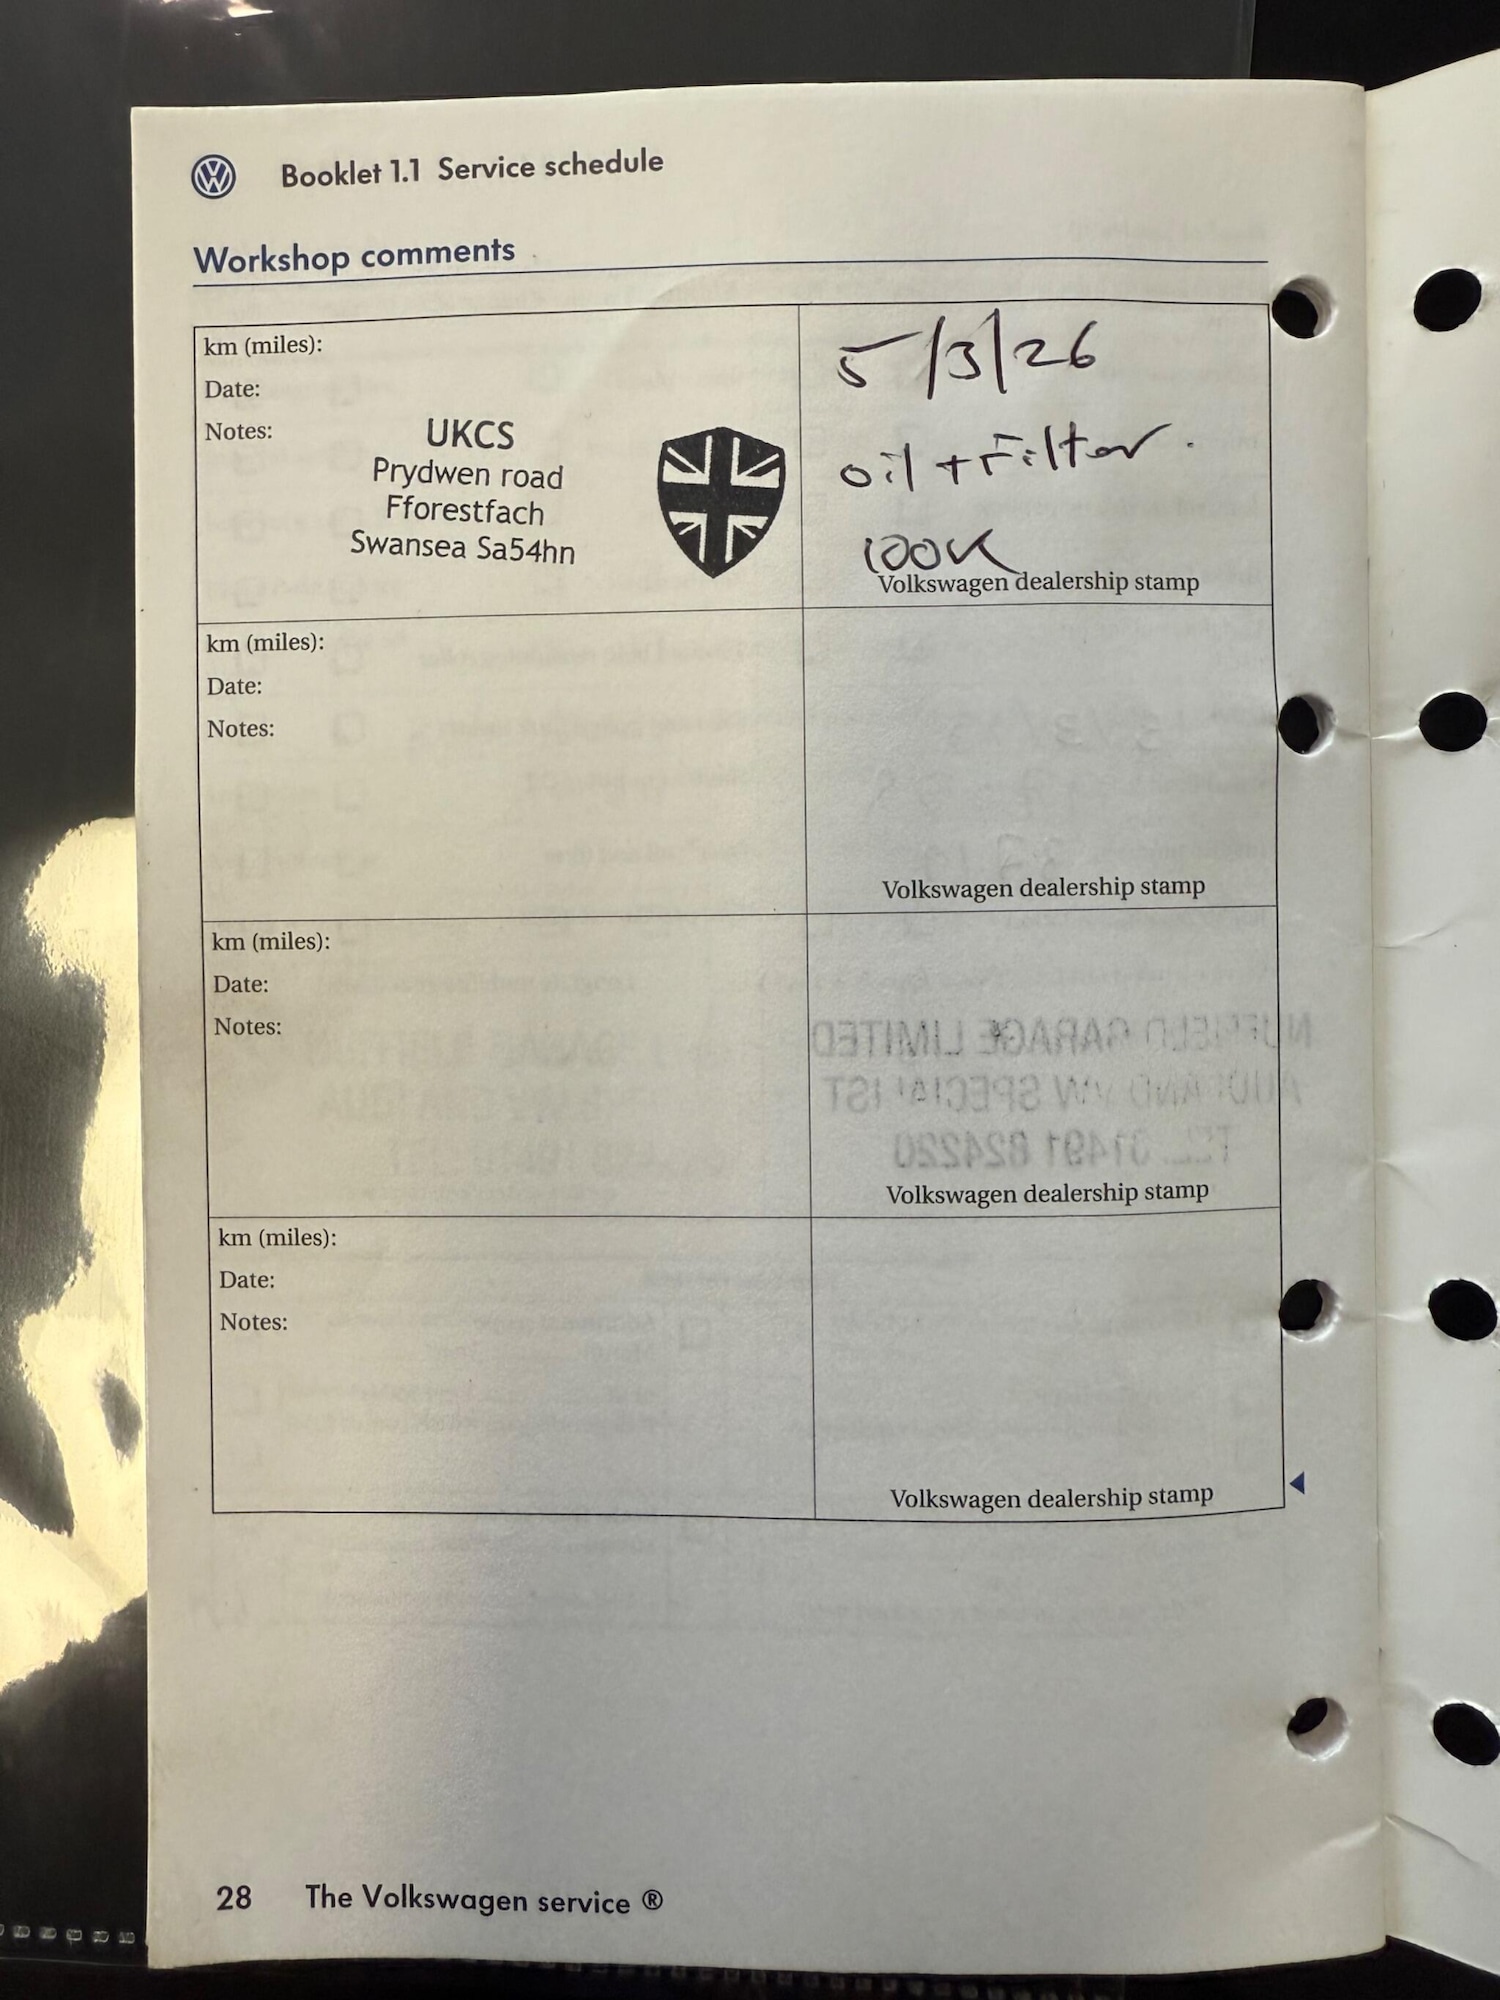 Booklet 1.1 Service schedule
Workshop comments
km (miles):
Date:
Notes:
UKCS
Prydwen road
Fforestfach
Swansea Sa54hn
5/3/26
oil + Filter.
100K
Volkswagen dealership stamp
km (miles):
Date:
Notes:
Volkswagen dealership stamp
km (miles):
Date:
Notes:
Volkswagen dealership stamp
km (miles):
Date:
Notes:
Volkswagen dealership stamp
28 The Volkswagen service ®